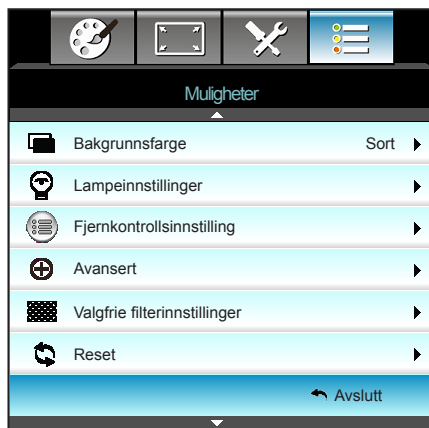 Muligheter
Bakgrunnsfarge Sort
Lampeinnstillinger
Fjernkontrollsinnstilling
Avansert
Valgfrie filterinnstillinger
Reset
Avslutt